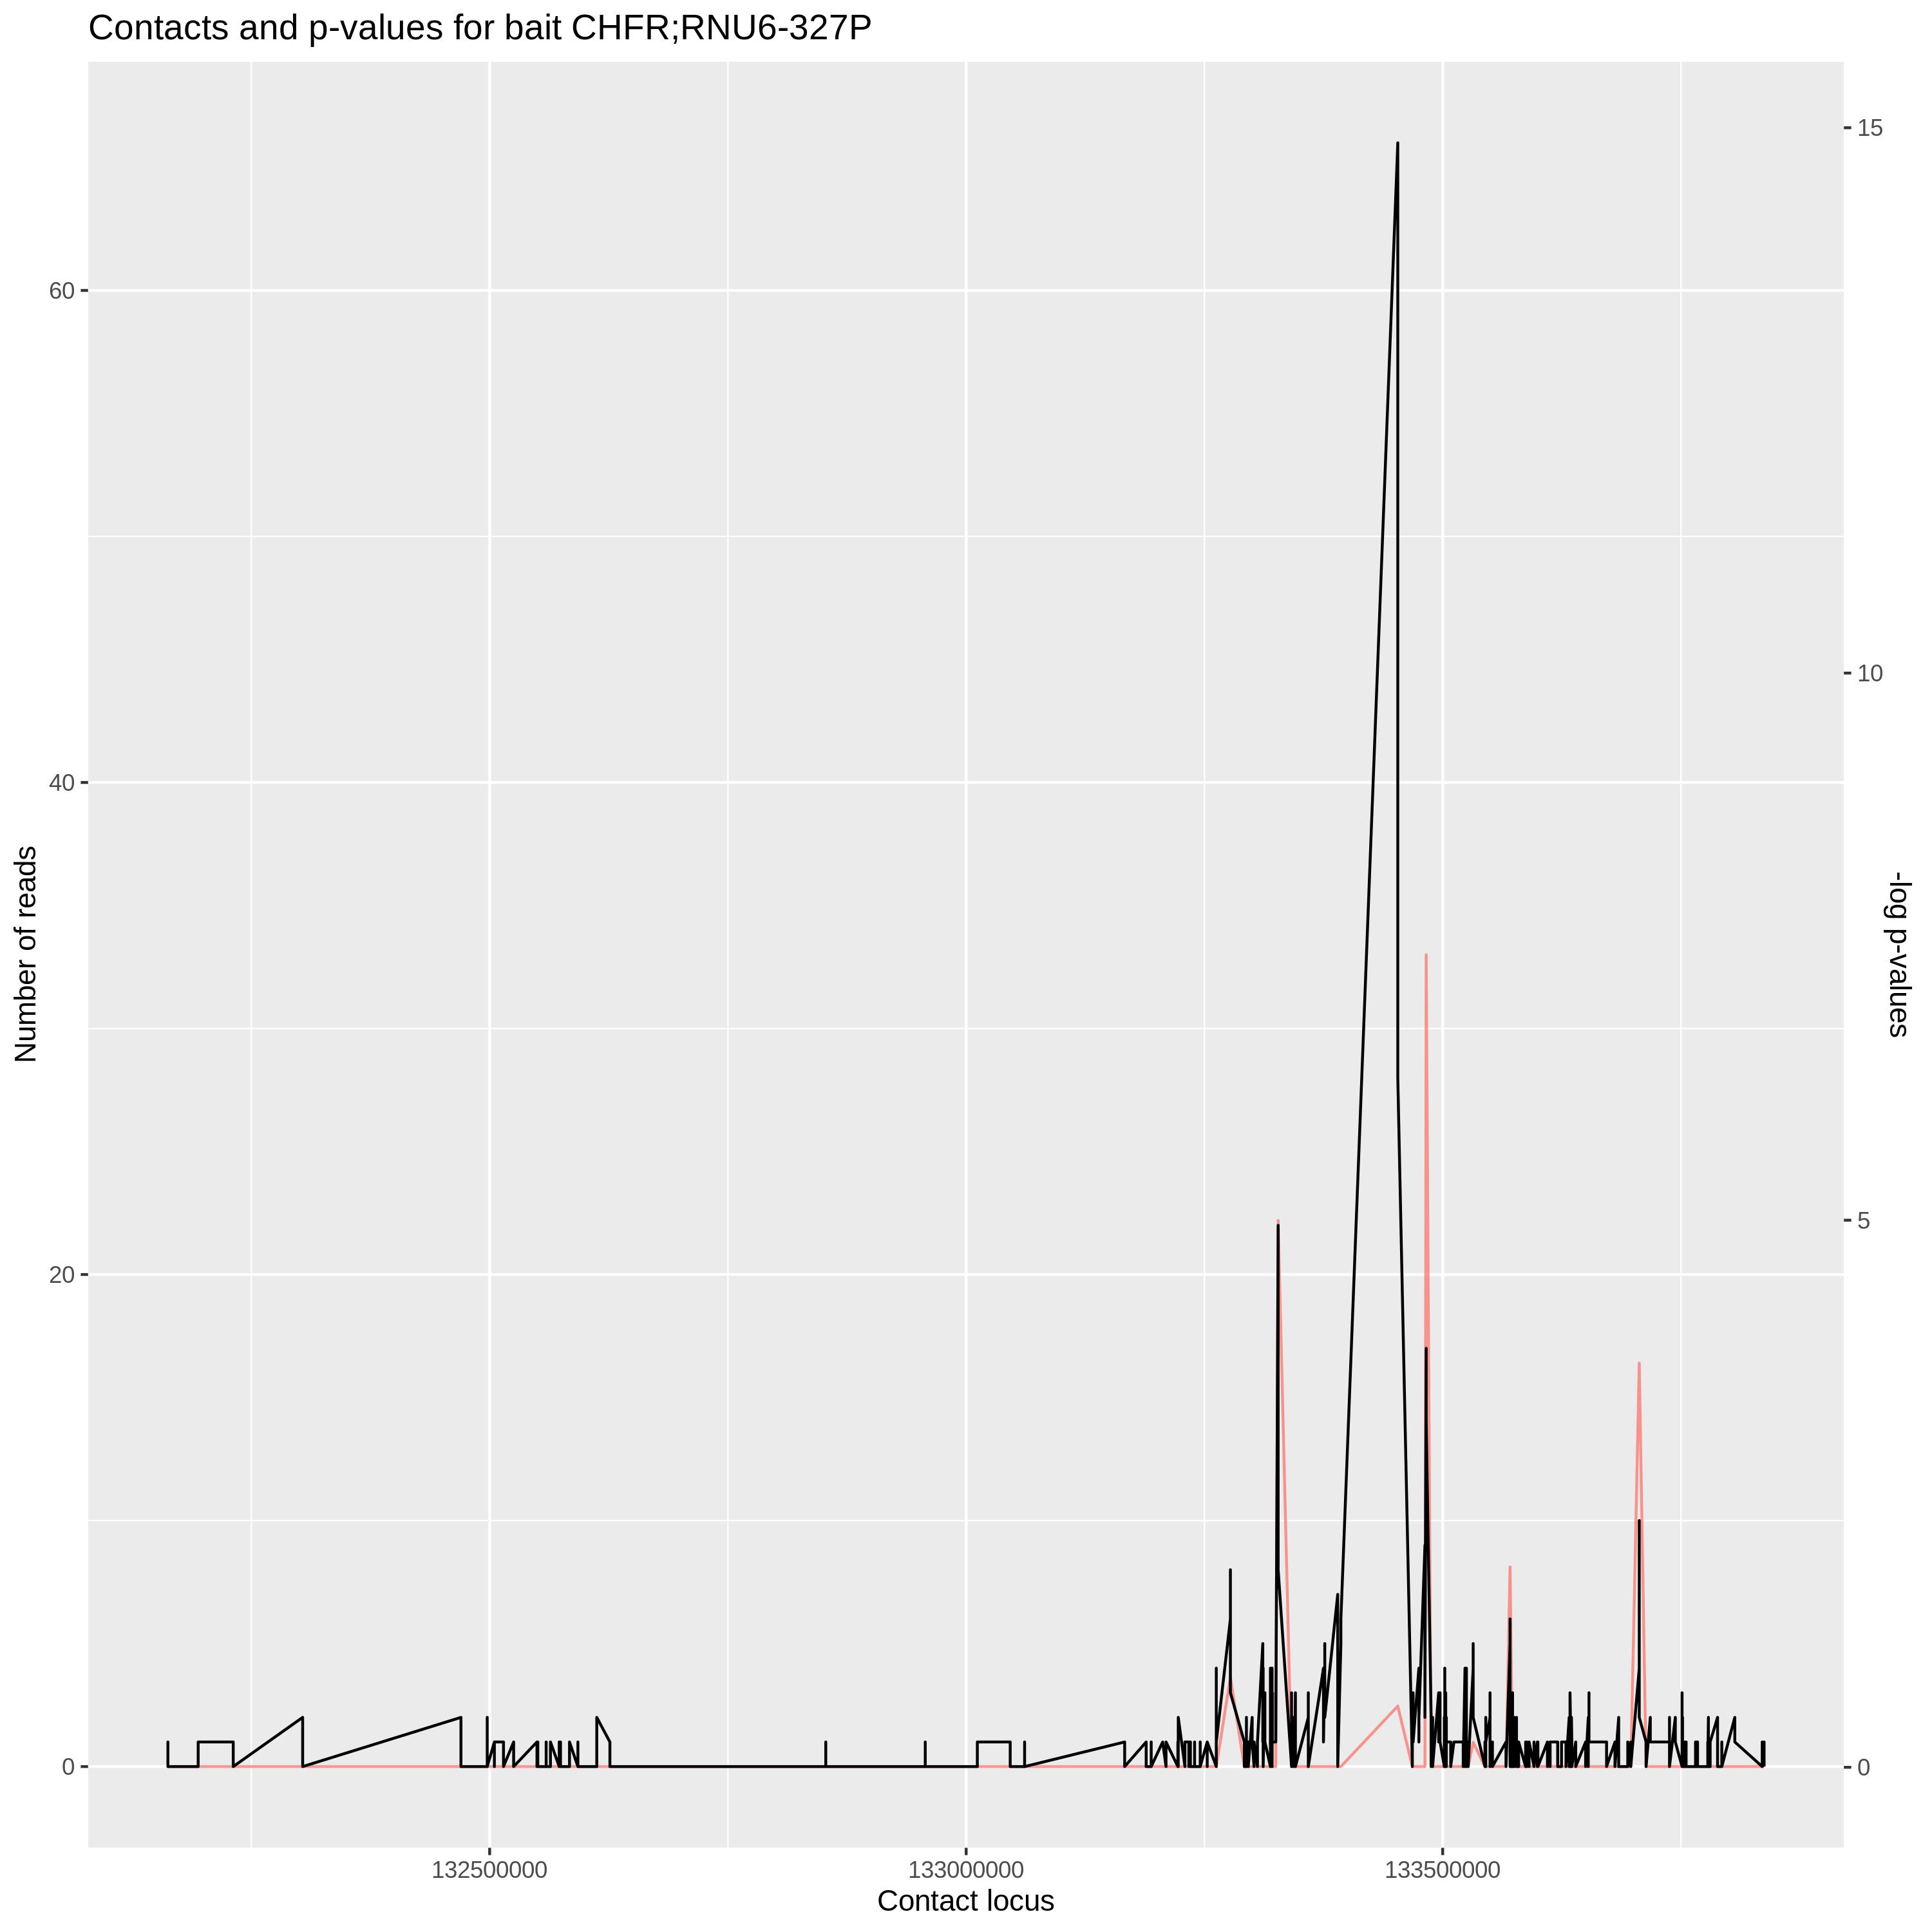 Contacts and p-values for bait CHFR;RNU6-327P
15
60
10
40
Number of reads
-log p-values
5
20
0
0
132500000 133000000 133500000
Contact locus